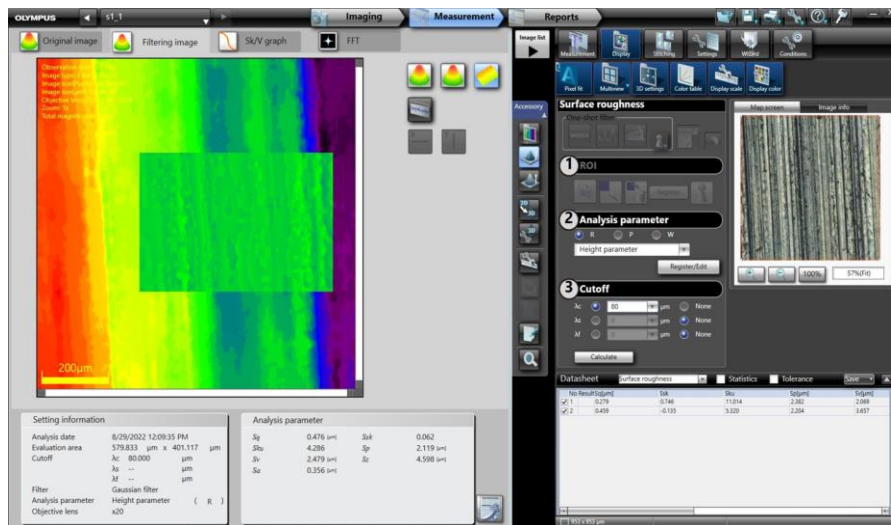 OLYMPUS
s1_1
Imaging
Measurement
Reports
Original image
Filtering image
Sk/V graph
FFT
Zoom: 1x
200μm
Setting information
Analysis date 8/29/2022 12:09:35 PM
Evaluation area 579.833 μm x 401.117 μm
Cutoff λc 80.000 μm
λs -- μm
λf -- μm
Filter Gaussian filter
Analysis parameter Height parameter ( R )
Objective lens x20
Analysis parameter
Sq 0.476 [μm] Ssk 0.062
Sku 4.286 Sp 2.119 [μm]
Sv 2.479 [μm] Sz 4.598 [μm]
Sa 0.356 [μm]
Image list
Measurement
Display
Stitching
Settings
Wizard
Conditions
Pixel fit
Multiview
3D settings
Color table
Display scale
Display color
Accessory
Surface roughness
One-shot filter
1 ROI
Register
2 Analysis parameter
R P W
Height parameter
Register/Edit
3 Cutoff
λc 80 μm None
λs μm None
λf μm None
Calculate
Map screen
Image info
100%
57%(Fit)
Datasheet
Surface roughness
Statistics
Tolerance
Save
No Result Sq[μm] Ssk Sku Sp[μm] Sv[μm]
1 0.279 0.746 11.014 2.382 2.069
2 0.459 -0.135 5.320 2.204 3.657
953 x 953 μm